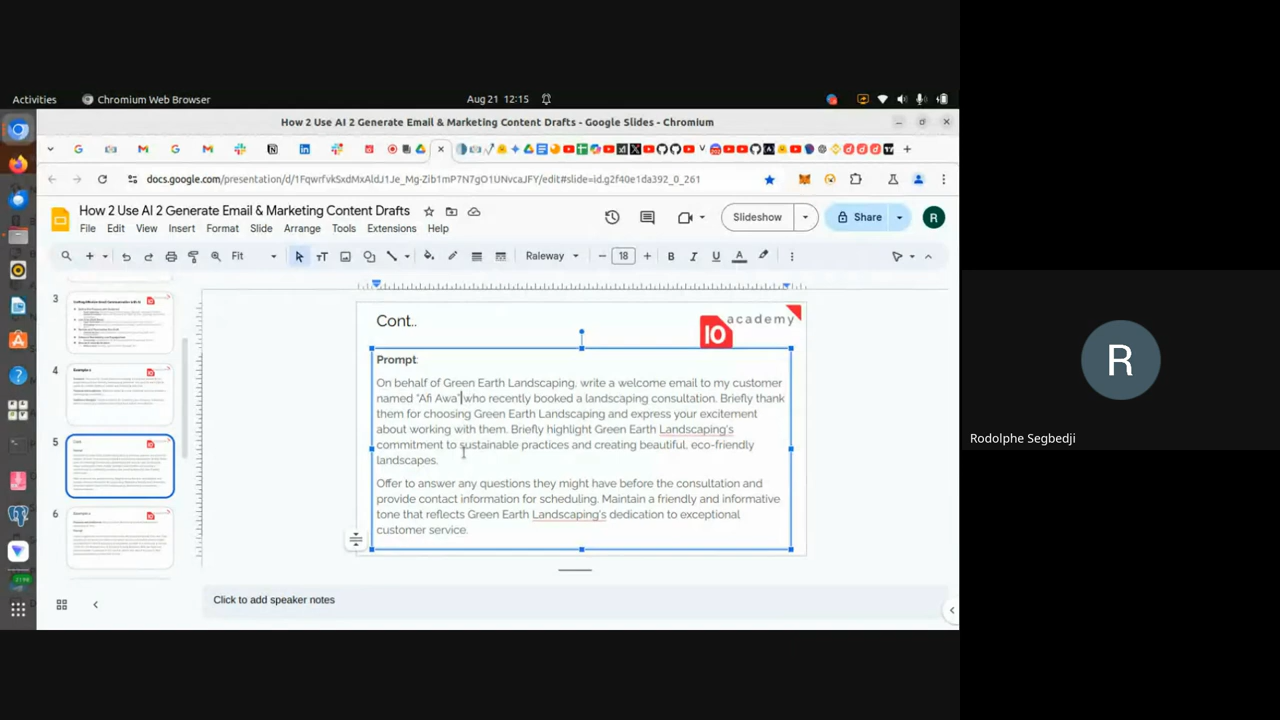 Activities
Chromium Web Browser
Aug 21 12:15
How 2 Use AI 2 Generate Email & Marketing Content Drafts - Google Slides - Chromium
docs.google.com/presentation/d/1FqwrfvkSxdMxAldJ1Je_Mg-Zib1mP7N7gO1UNvcaJFY/edit#slide=id.g2f40e1da392_0_261
How 2 Use AI 2 Generate Email & Marketing Content Drafts
Slideshow
Share
R
File Edit View Insert Format Slide Arrange Tools Extensions Help
Fit
Raleway
18
B I U A
3
4
5
6
Cont..
10 academy
Prompt:
On behalf of Green Earth Landscaping, write a welcome email to my customer
named "Afi Awa" who recently booked a landscaping consultation. Briefly thank
them for choosing Green Earth Landscaping and express your excitement
about working with them. Briefly highlight Green Earth Landscaping's
commitment to sustainable practices and creating beautiful, eco-friendly
landscapes.
Offer to answer any questions they might have before the consultation and
provide contact information for scheduling. Maintain a friendly and informative
tone that reflects Green Earth Landscaping's dedication to exceptional
customer service.
Click to add speaker notes
R
Rodolphe Segbedji